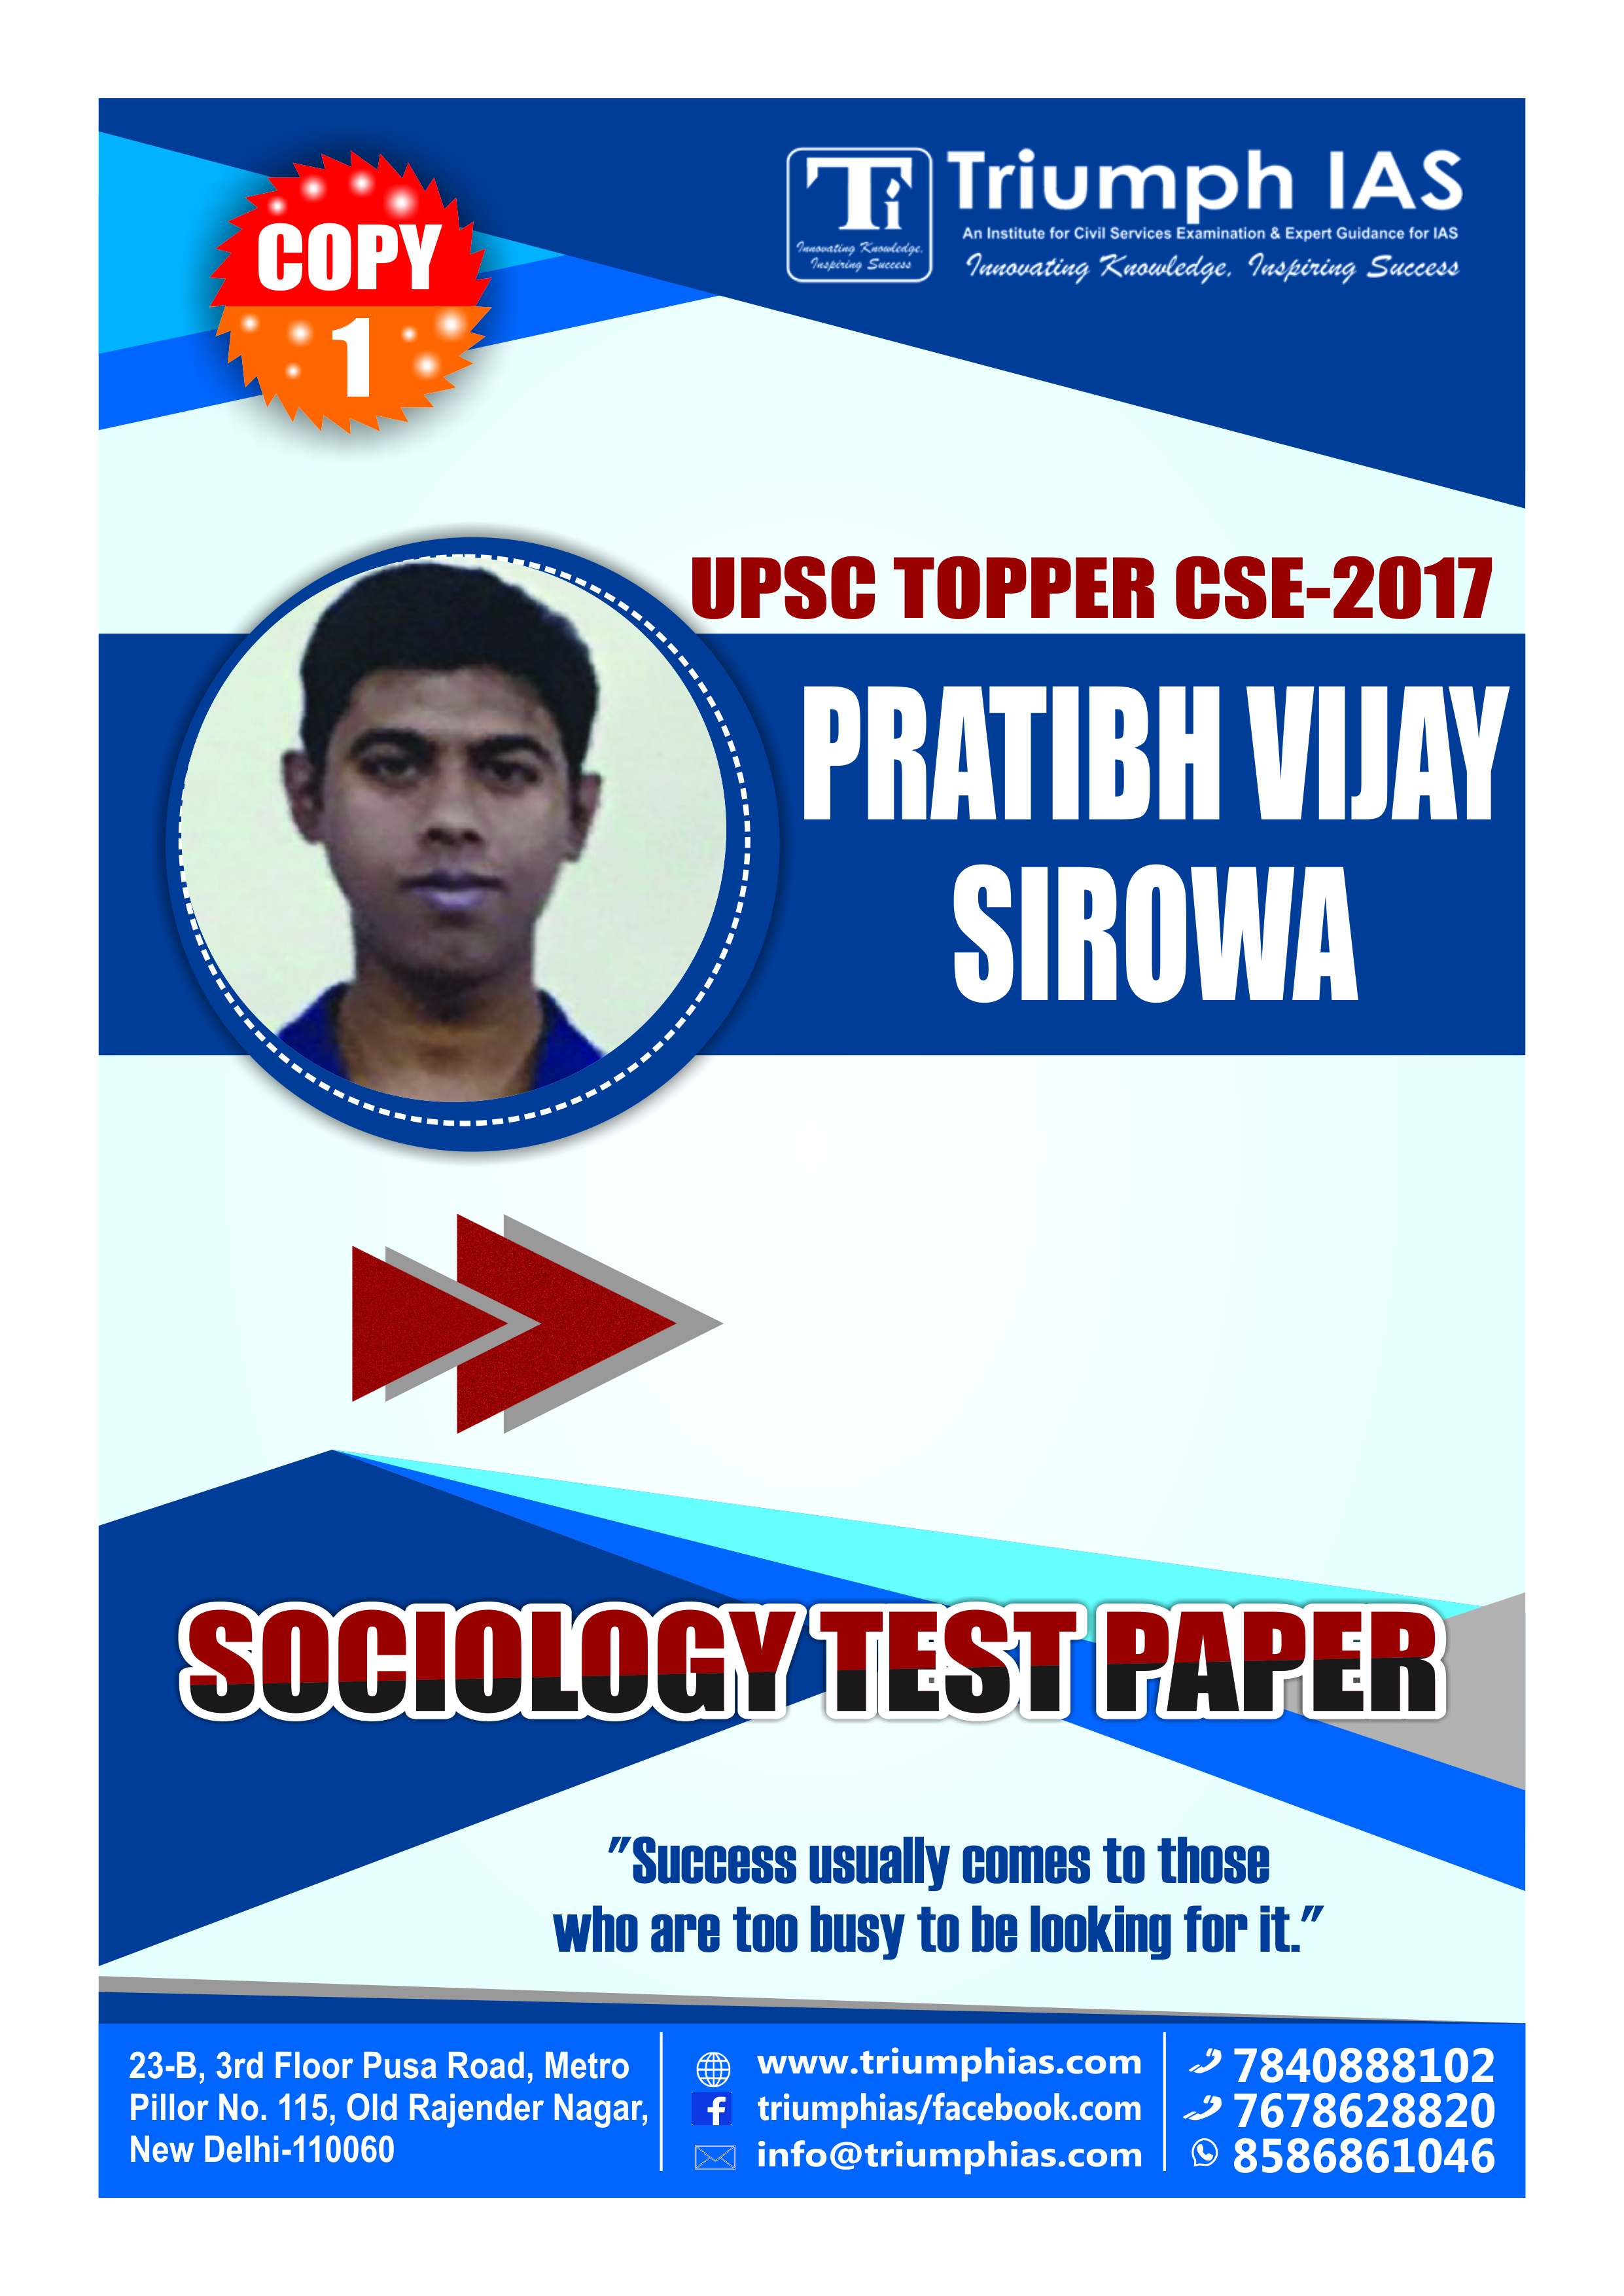 COPY
1
Ti
Innovating Knowledge,
Inspiring Success
Triumph IAS
An Institute for Civil Services Examination & Expert Guidance for IAS
Innovating Knowledge, Inspiring Success
UPSC TOPPER CSE-2017
PRATIBH VIJAY
SIROWA
SOCIOLOGY TEST PAPER
"Success usually comes to those
who are too busy to be looking for it."
23-B, 3rd Floor Pusa Road, Metro
Pillor No. 115, Old Rajender Nagar,
New Delhi-110060
www.triumphias.com
f triumphias/facebook.com
info@triumphias.com
7840888102
7678628820
8586861046